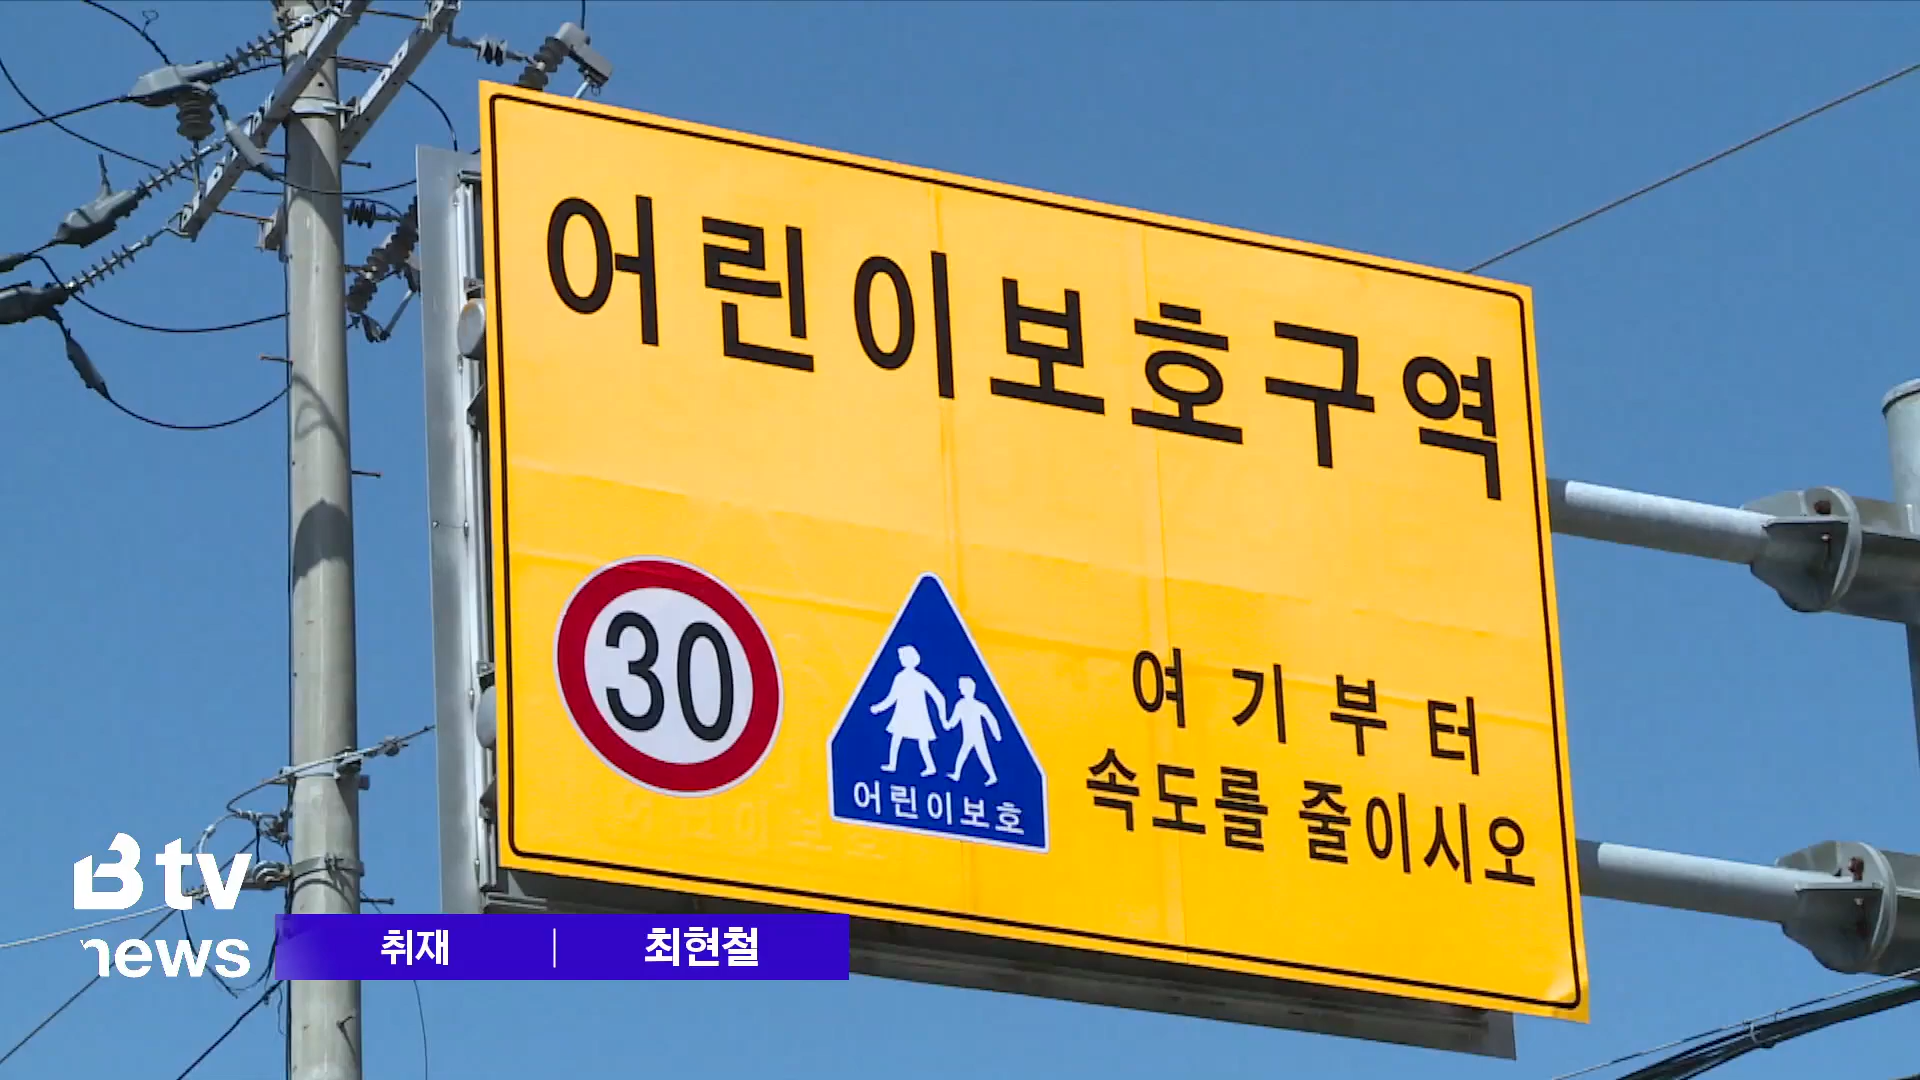 어린이보호구역
30
어린이보호
여기부터
속도를 줄이시오
B tv
news
취재 | 최현철